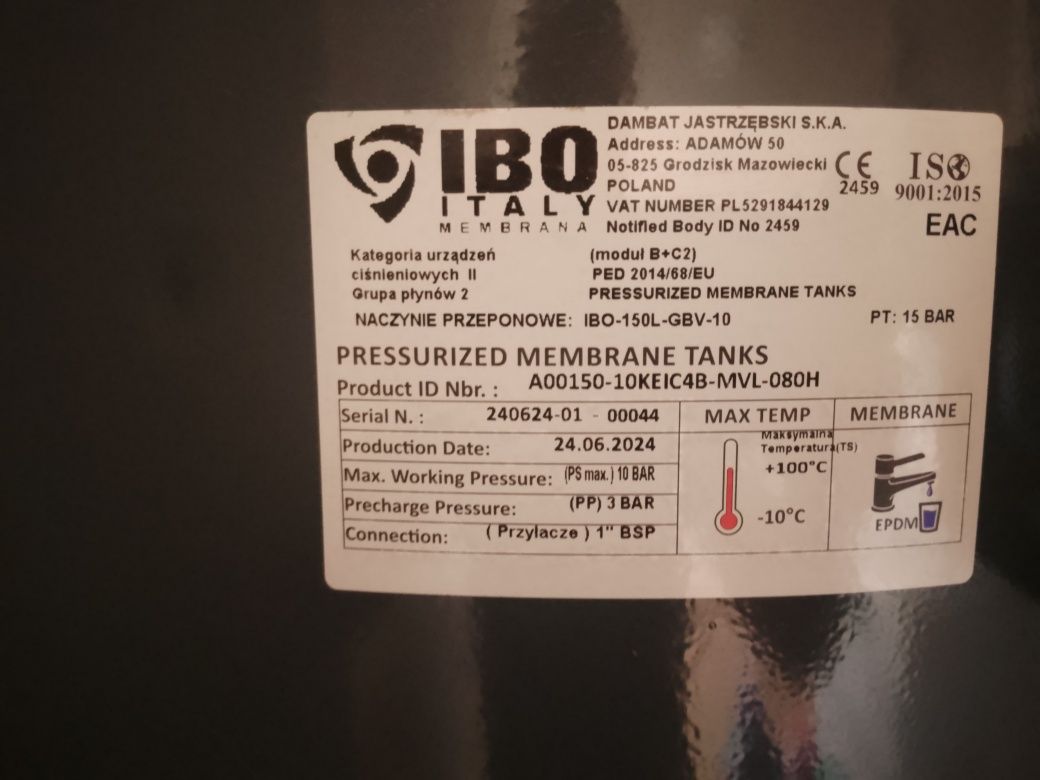 IBO
ITALY
MEMBRANA
DAMBAT JASTRZĘBSKI S.K.A.
Address: ADAMÓW 50
05-825 Grodzisk Mazowiecki
POLAND
VAT NUMBER PL5291844129
Notified Body ID No 2459
CE
2459
ISO
9001:2015
EAC
Kategoria urządzeń
ciśnieniowych II
Grupa płynów 2
(moduł B+C2)
PED 2014/68/EU
PRESSURIZED MEMBRANE TANKS
NACZYNIE PRZEPONOWE: IBO-150L-GBV-10
PT: 15 BAR
PRESSURIZED MEMBRANE TANKS
Product ID Nbr. : A00150-10KEIC4B-MVL-080H
Serial N. : 240624-01 - 00044
Production Date: 24.06.2024
Max. Working Pressure: (PS max.) 10 BAR
Precharge Pressure: (PP) 3 BAR
Connection: ( Przylacze ) 1" BSP
MAX TEMP
Maksymalna
Temperatura(TS)
+100°C
-10°C
MEMBRANE
EPDM